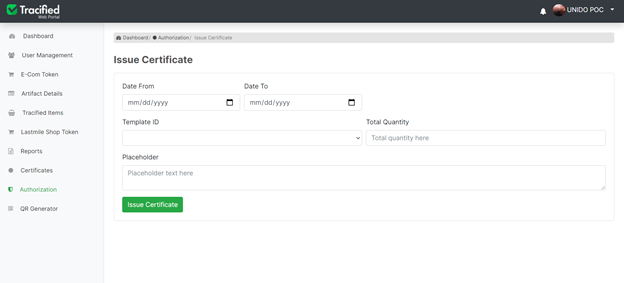 Tracified
Web Portal
UNIDO POC
Dashboard
User Management
E-Com Token
Artifact Details
Tracified Items
Lastmile Shop Token
Reports
Certificates
Authorization
QR Generator
Dashboard / Authorization / Issue Certificate
Issue Certificate
Date From Date To
mm/dd/yyyy mm/dd/yyyy
Template ID Total Quantity
Total quantity here
Placeholder
Placeholder text here
Issue Certificate